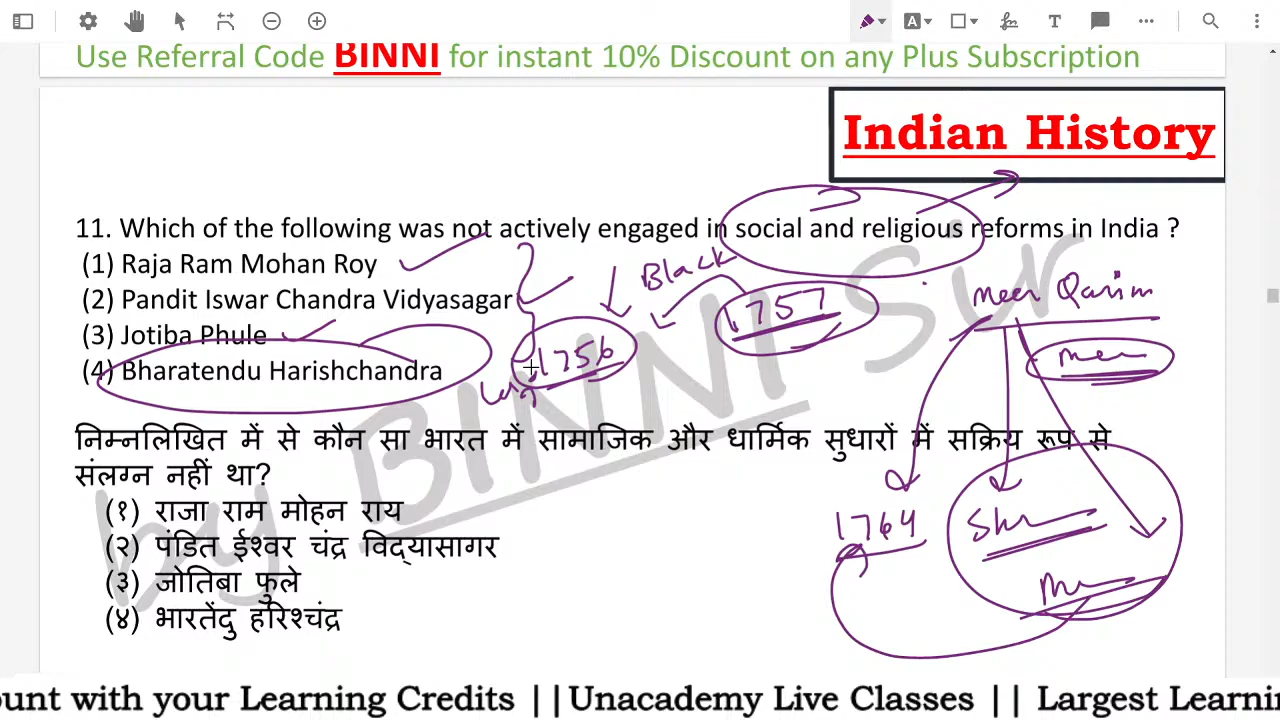 Use Referral Code BINNI for instant 10% Discount on any Plus Subscription
Indian History
11. Which of the following was not actively engaged in social and religious reforms in India ?
(1) Raja Ram Mohan Roy
(2) Pandit Iswar Chandra Vidyasagar
(3) Jotiba Phule
(4) Bharatendu Harishchandra
Black
1757
1756
Meer Qasim
Meer
निम्नलिखित में से कौन सा भारत में सामाजिक और धार्मिक सुधारों में सक्रिय रूप से
संलग्न नहीं था?
(१) राजा राम मोहन राय
(२) पंडित ईश्वर चंद्र विद्यासागर
(३) जोतिबा फुले
(४) भारतेंदु हरिश्चंद्र
1764
by BINNI Sir
ount with your Learning Credits ||Unacademy Live Classes || Largest Learnin